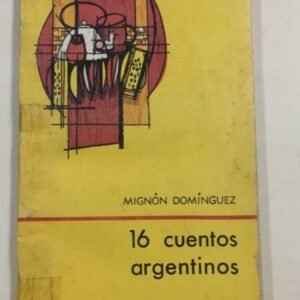 MIGNÓN DOMÍNGUEZ
16 cuentos
argentinos